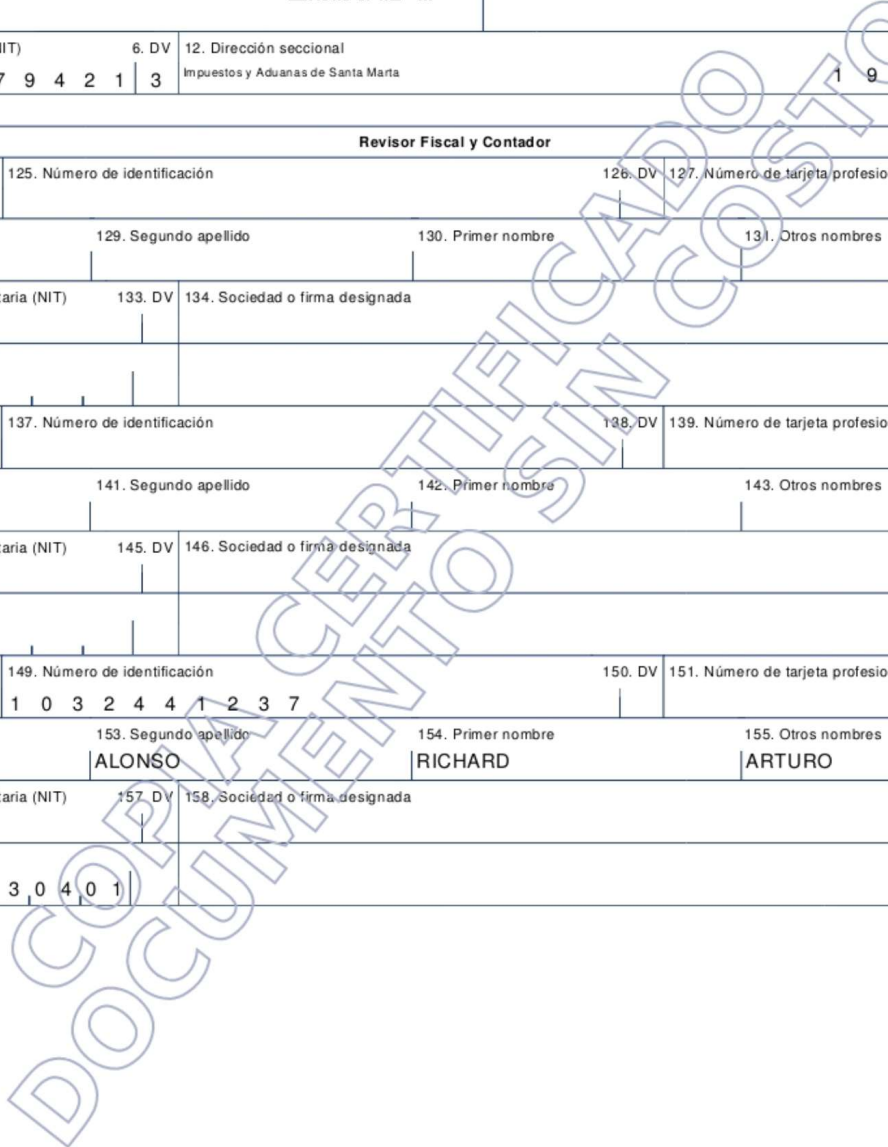 IIT) 6. DV 12. Dirección seccional
7 9 4 2 1 3 Impuestos y Aduanas de Santa Marta 1 9
Revisor Fiscal y Contador
125. Número de identificación 126. DV 127. Número de tarjeta profesio
129. Segundo apellido 130. Primer nombre 131. Otros nombres
taria (NIT) 133. DV 134. Sociedad o firma designada
137. Número de identificación 138. DV 139. Número de tarjeta profesio
141. Segundo apellido 142. Primer nombre 143. Otros nombres
taria (NIT) 145. DV 146. Sociedad o firma designada
149. Número de identificación 150. DV 151. Número de tarjeta profesio
1 0 3 2 4 4 1 2 3 7
153. Segundo apellido 154. Primer nombre 155. Otros nombres
ALONSO RICHARD ARTURO
taria (NIT) 157. DV 158. Sociedad o firma designada
3 0 4 0 1
COPIA CERTIFICADO
DOCUMENTO SIN COSTO